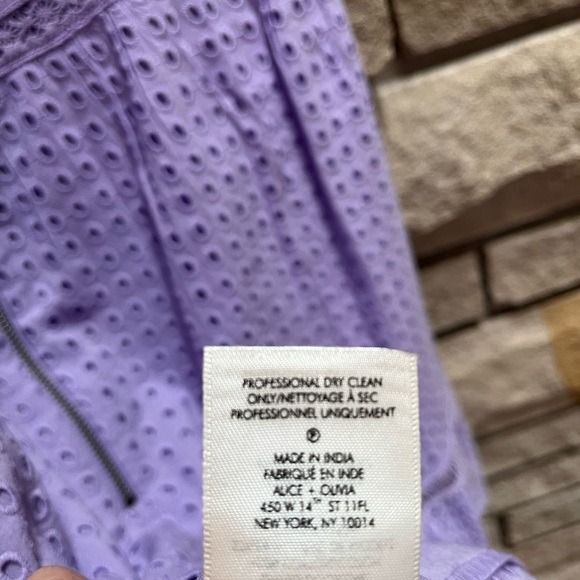 PROFESSIONAL DRY CLEAN
ONLY/NETTOYAGE À SEC
PROFESSIONNEL UNIQUEMENT
Ⓟ
MADE IN INDIA
FABRIQUÉ EN INDE
ALICE + OLIVIA
450 W 14TH ST 11FL
NEW YORK, NY 10014